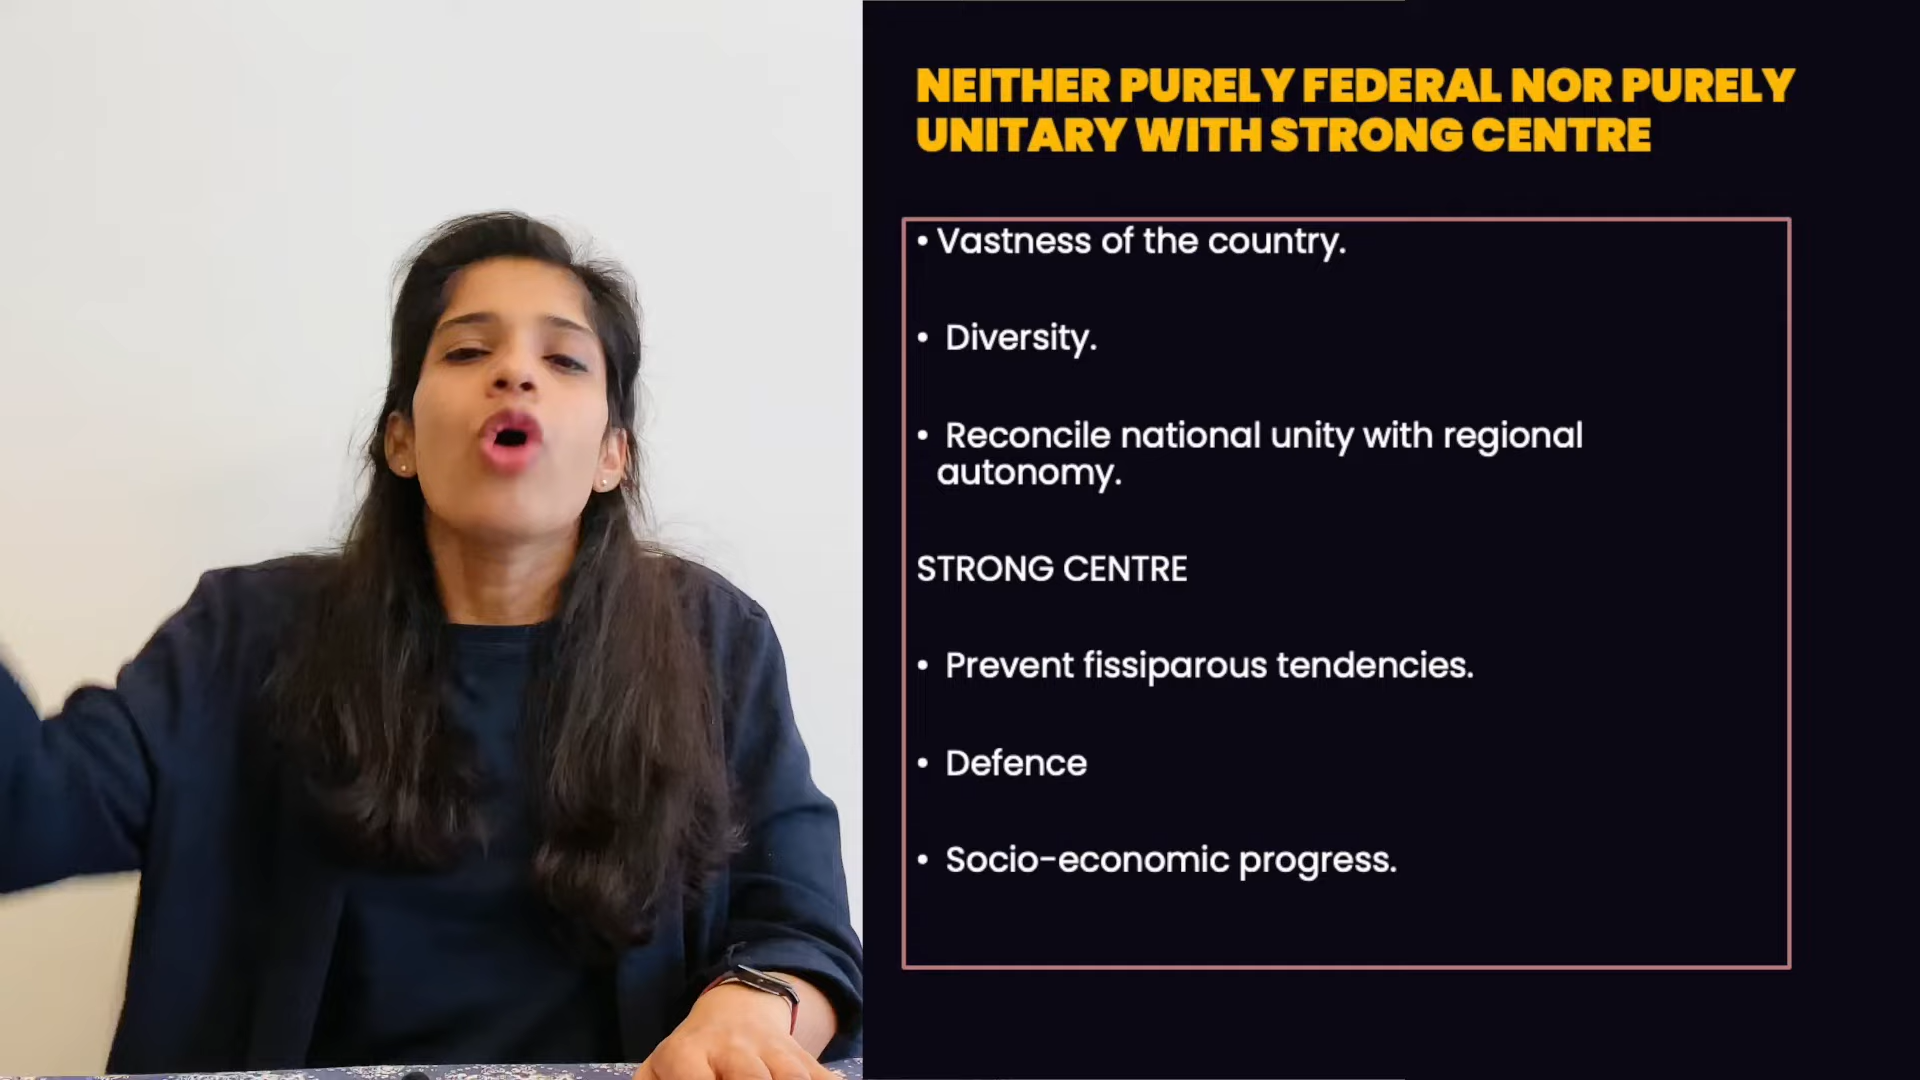 NEITHER PURELY FEDERAL NOR PURELY
UNITARY WITH STRONG CENTRE
• Vastness of the country.
• Diversity.
• Reconcile national unity with regional
autonomy.
STRONG CENTRE
• Prevent fissiparous tendencies.
• Defence
• Socio-economic progress.